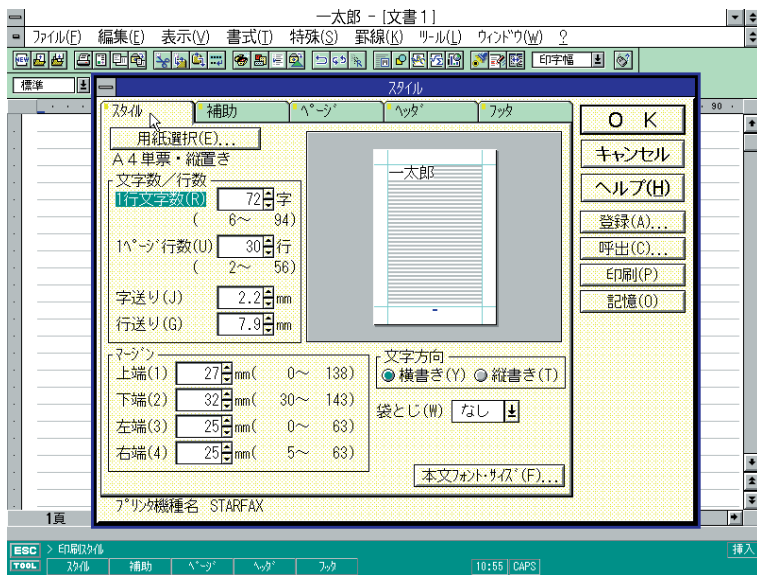 一太郎 - [文書1]
ﾌｧｲﾙ(F) 編集(E) 表示(V) 書式(T) 特殊(S) 罫線(K) ﾂｰﾙ(L) ｳｨﾝﾄﾞｳ(W) ?
印字幅
標準
90
ｽﾀｲﾙ
ｽﾀｲﾙ 補助 ﾍﾟｰｼﾞ ﾍｯﾀﾞ ﾌｯﾀ
用紙選択(E)...
A4単票・縦置き
文字数／行数
1行文字数(R) 72 字
( 6～ 94)
1ﾍﾟｰｼﾞ行数(U) 30 行
( 2～ 56)
字送り(J) 2.2 mm
行送り(G) 7.9 mm
一太郎
ﾏｰｼﾞﾝ
上端(1) 27 mm( 0～ 138)
下端(2) 32 mm( 30～ 143)
左端(3) 25 mm( 0～ 63)
右端(4) 25 mm( 5～ 63)
文字方向
横書き(Y) 縦書き(T)
袋とじ(W) なし
本文ﾌｫﾝﾄ･ｻｲｽﾞ(F)...
ﾌﾟﾘﾝﾀ機種名 STARFAX
OK
キャンセル
ヘルプ(H)
登録(A)...
呼出(C)...
印刷(P)
記憶(O)
1頁
ESC > 印刷ｽﾀｲﾙ 挿入
TOOL ｽﾀｲﾙ 補助 ﾍﾟｰｼﾞ ﾍｯﾀﾞ ﾌｯﾀ 10:55 CAPS